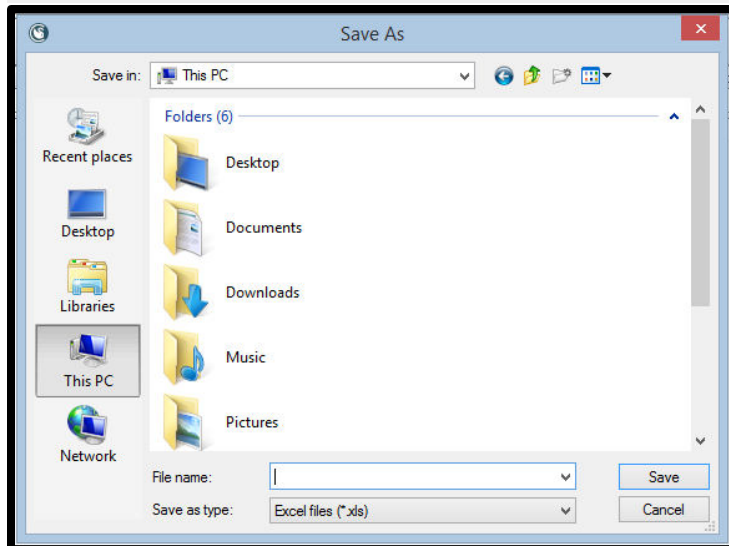 Save As
Save in: This PC
Folders (6)
Recent places
Desktop
Desktop
Documents
Libraries
Downloads
This PC
Music
Network
Pictures
File name:
Save
Save as type: Excel files (*.xls)
Cancel